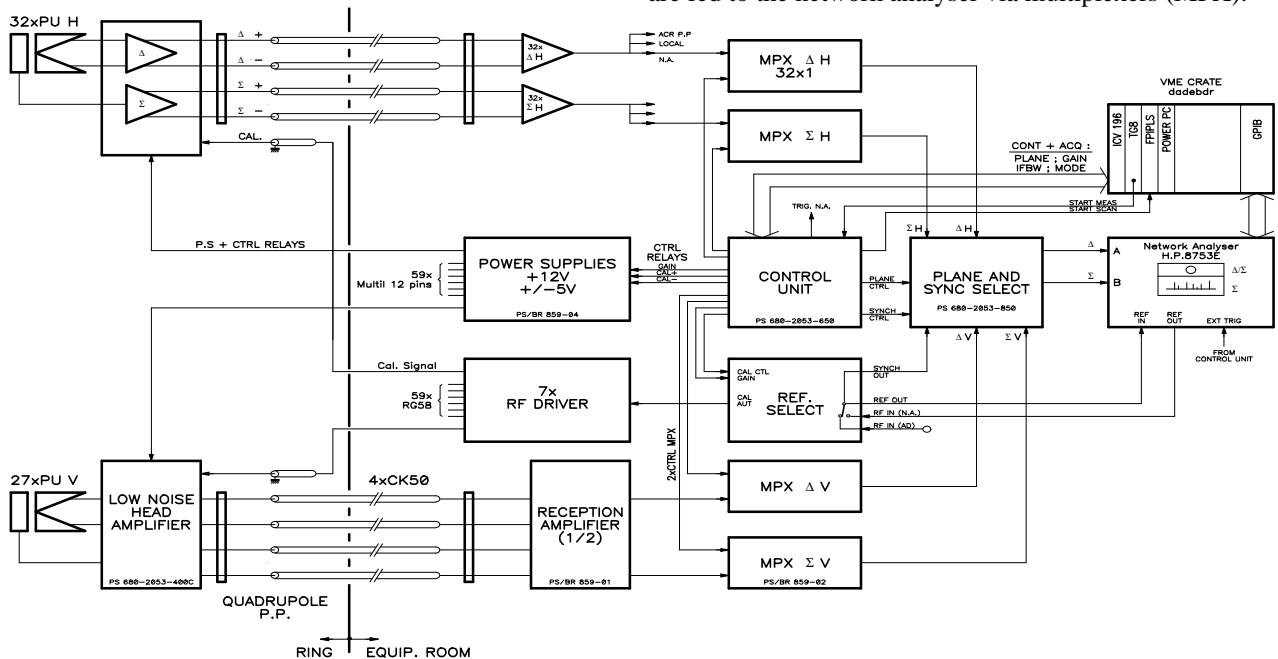 are fed to the network analyser via multiplexers (MPX).
32xPU H
Δ
Σ
Δ +
Δ −
Σ +
Σ −
CAL.
32x
Δ H
32x
Σ H
ACR P.P
LOCAL
N.A.
MPX Δ H
32x1
MPX Σ H
VME CRATE
dadebdr
ICV 196
TG8
FPIPLS
POWER PC
GPIB
CONT + ACQ :
PLANE ; GAIN
IFBW ; MODE
START MEAS
START SCAN
TRIG. N.A.
Σ H
Δ H
P.S + CTRL RELAYS
59x
Multil 12 pins
POWER SUPPLIES
+12V
+/−5V
PS/BR 859-04
CTRL
RELAYS
GAIN
CAL+
CAL−
CONTROL
UNIT
PS 680-2053-650
PLANE
CTRL
SYNCH
CTRL
PLANE AND
SYNC SELECT
PS 680-2053-850
Δ
Σ
A
B
Network Analyser
H.P.8753E
Δ/Σ
Σ
REF
IN
REF
OUT
EXT TRIG
FROM
CONTROL UNIT
Δ V
Σ V
Cal. Signal
59x
RG58
7x
RF DRIVER
CAL CTL
GAIN
CAL
AUT
REF.
SELECT
SYNCH
OUT
REF OUT
RF IN (N.A.)
RF IN (AD)
2xCTRL MPX
27xPU V
LOW NOISE
HEAD
AMPLIFIER
PS 680-2053-400C
4xCK50
RECEPTION
AMPLIFIER
(1/2)
PS/BR 859-01
MPX Δ V
MPX Σ V
PS/BR 859-02
QUADRUPOLE
P.P.
RING
EQUIP. ROOM